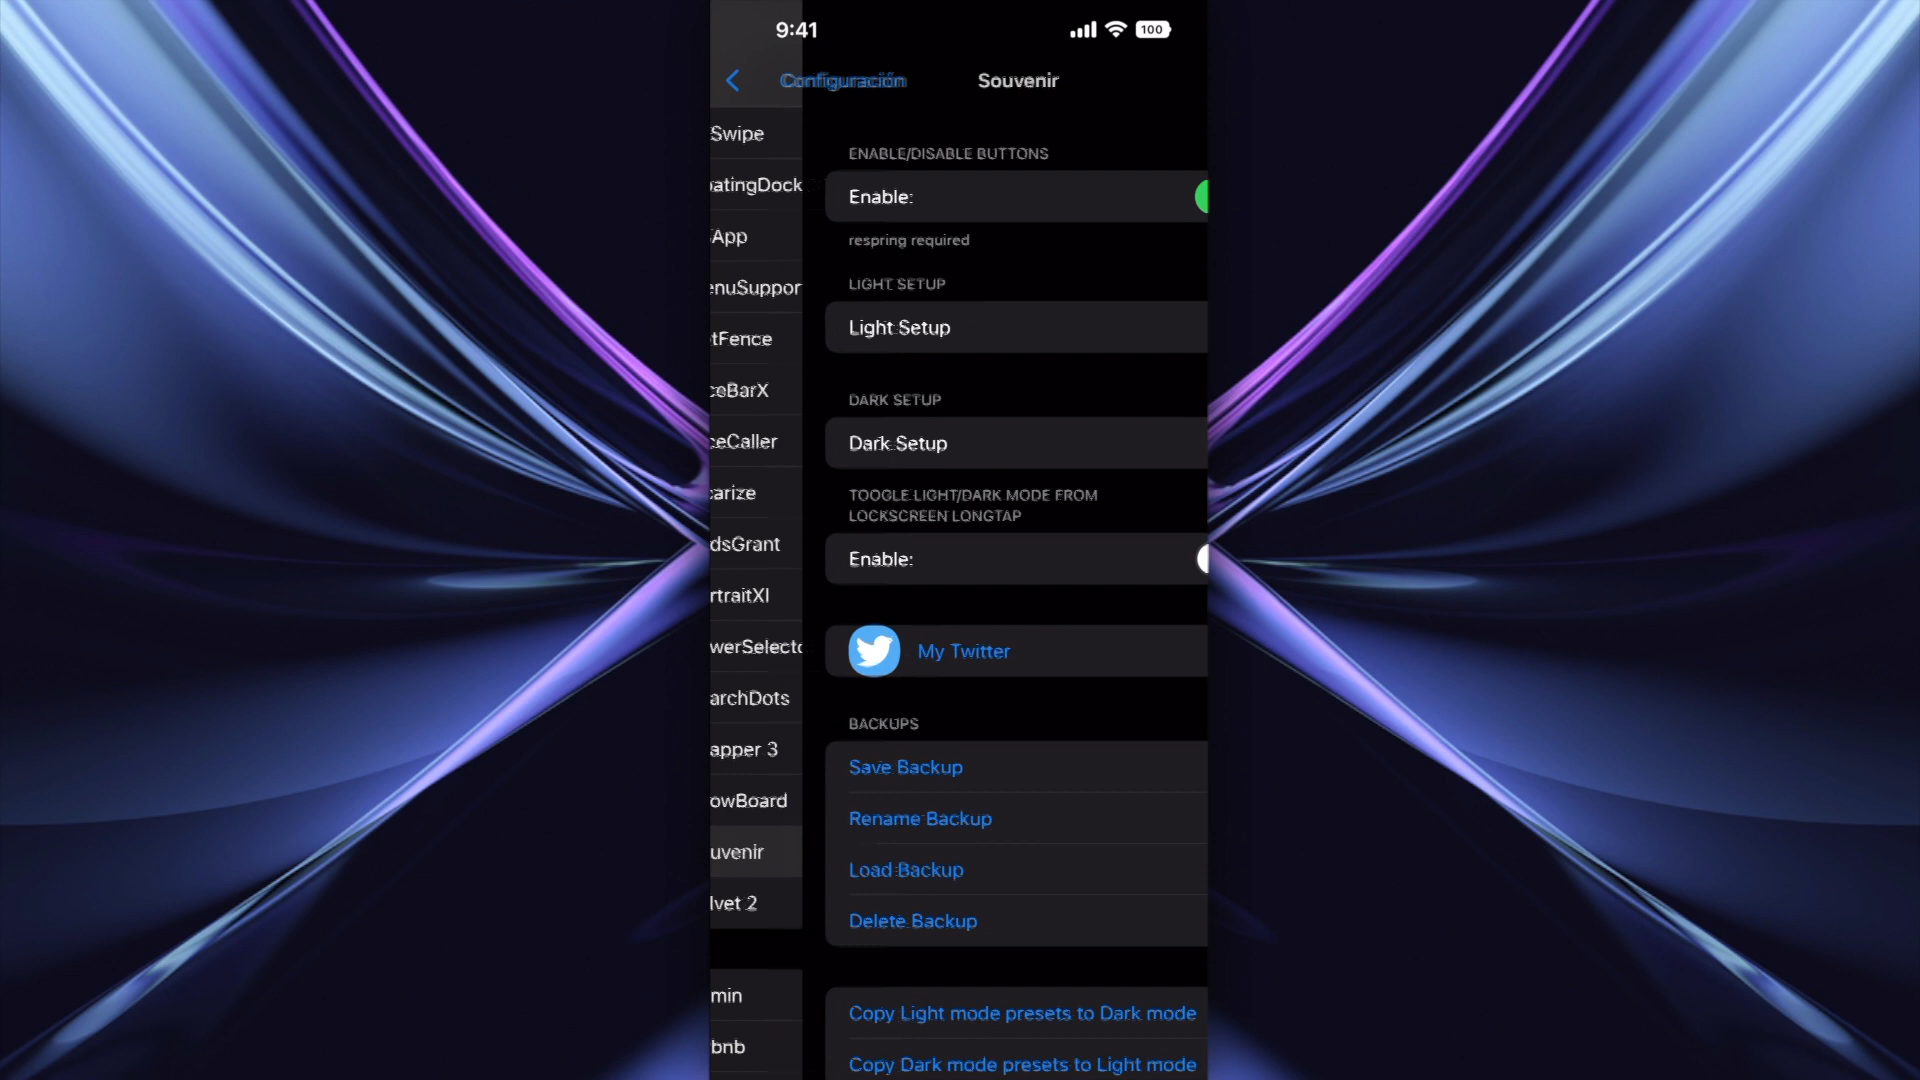 9:41
100
Configuración
Souvenir
Swipe
atingDock
App
enuSuppor
tFence
ceBarX
ceCaller
arize
dsGrant
rtraitXI
werSelecto
archDots
apper 3
owBoard
uvenir
lvet 2
min
bnb
ENABLE/DISABLE BUTTONS
Enable:
respring required
LIGHT SETUP
Light Setup
DARK SETUP
Dark Setup
TOOGLE LIGHT/DARK MODE FROM
LOCKSCREEN LONGTAP
Enable:
My Twitter
BACKUPS
Save Backup
Rename Backup
Load Backup
Delete Backup
Copy Light mode presets to Dark mode
Copy Dark mode presets to Light mode